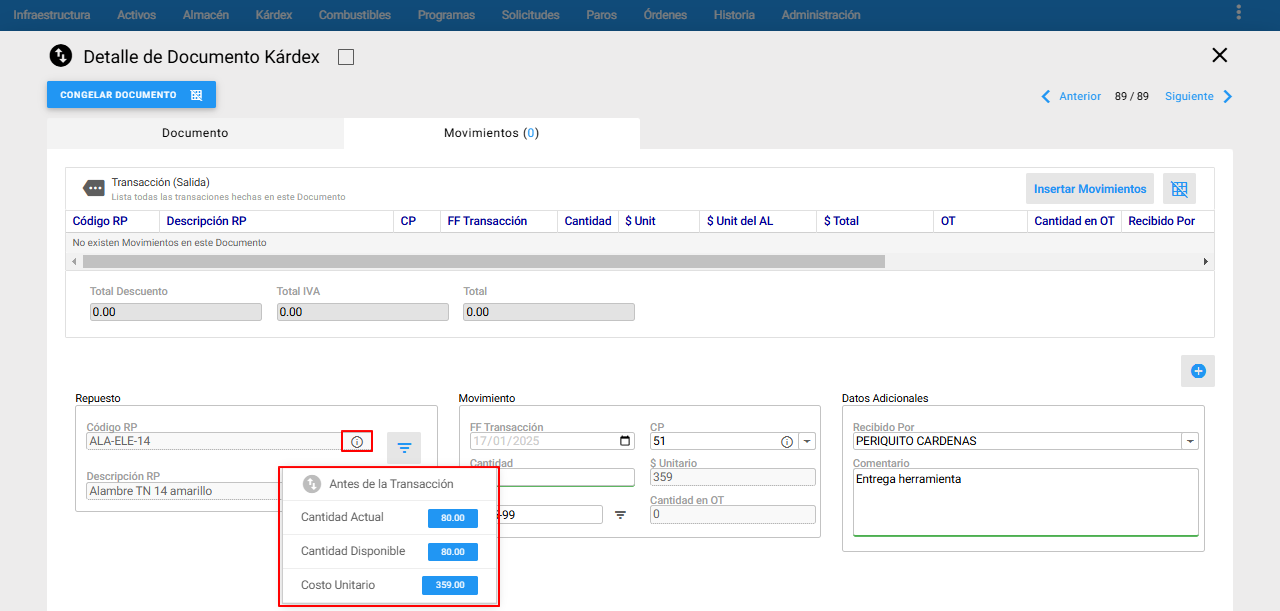 Infraestructura Activos Almacén Kárdex Combustibles Programas Solicitudes Paros Órdenes Historia Administración
Detalle de Documento Kárdex
CONGELAR DOCUMENTO
Anterior 89 / 89 Siguiente
Documento Movimientos (0)
Transacción (Salida)
Lista todas las transaciones hechas en este Documento
Insertar Movimientos
Código RP Descripción RP CP FF Transacción Cantidad $ Unit $ Unit del AL $ Total OT Cantidad en OT Recibido Por
No existen Movimientos en este Documento
Total Descuento Total IVA Total
0.00 0.00 0.00
Repuesto
Código RP
ALA-ELE-14
Descripción RP
Alambre TN 14 amarillo
Antes de la Transacción
Cantidad Actual 80.00
Cantidad Disponible 80.00
Costo Unitario 359.00
Movimiento
FF Transacción CP
17/01/2025 51
Cantidad $ Unitario
359
Cantidad en OT
-99 0
Datos Adicionales
Recibido Por
PERIQUITO CARDENAS
Comentario
Entrega herramienta